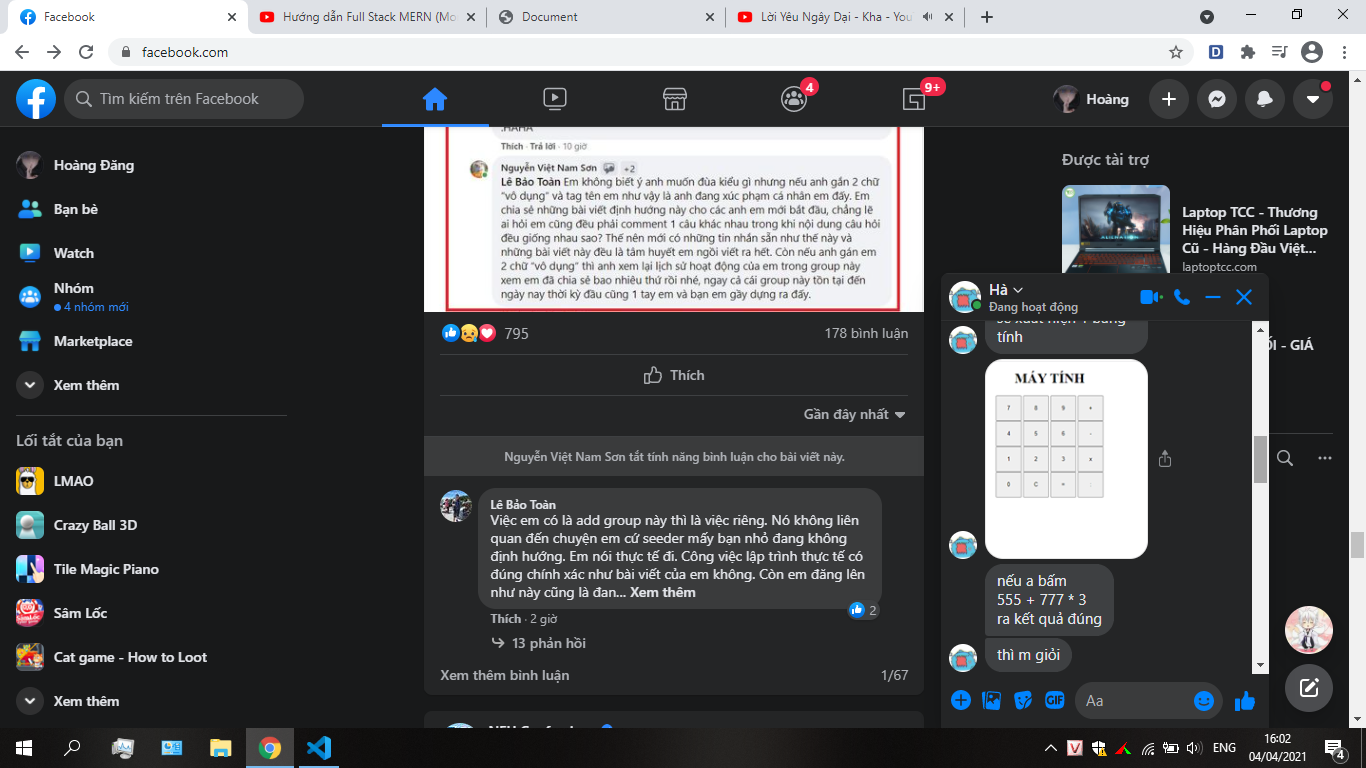 Facebook
Hướng dẫn Full Stack MERN (Mo
Document
Lời Yêu Ngây Dại - Kha - You
facebook.com
Tìm kiếm trên Facebook
4
9+
Hoàng
Hoàng Đăng
Bạn bè
Watch
Nhóm
4 nhóm mới
Marketplace
Xem thêm
Lối tắt của bạn
LMAO
Crazy Ball 3D
Tile Magic Piano
Sâm Lốc
Cat game - How to Loot
Xem thêm
.HAHA
Thích · Trả lời · 10 giờ
Nguyễn Việt Nam Sơn +2
Lê Bảo Toàn Em không biết ý anh muốn đùa kiểu gì nhưng nếu anh gắn 2 chữ
"vô dụng" và tag tên em như vậy là anh đang xúc phạm cá nhân em đấy. Em
chia sẻ những bài viết định hướng này cho các anh em mới bắt đầu, chẳng lẽ
ai hỏi em cũng đều phải comment 1 câu khác nhau trong khi nội dung câu hỏi
đều giống nhau sao? Thế nên mới có những tin nhắn sẵn như thế này và
những bài viết này đều là tâm huyết em ngồi viết ra hết. Còn nếu anh gán em
2 chữ "vô dụng" thì anh xem lại lịch sử hoạt động của em trong group này
xem em đã chia sẻ bao nhiêu thứ rồi nhé, ngay cả cái group này tồn tại đến
ngày nay thời kỳ đầu cũng 1 tay em và bạn em gầy dựng ra đấy.
795
178 bình luận
Thích
Gần đây nhất
Nguyễn Việt Nam Sơn tắt tính năng bình luận cho bài viết này.
Lê Bảo Toàn
Việc em có là add group này thì là việc riêng. Nó không liên
quan đến chuyện em cứ seeder mấy bạn nhỏ đang không
định hướng. Em nói thực tế đi. Công việc lập trình thực tế có
đúng chính xác như bài viết của em không. Còn em đăng lên
như này cũng là đan... Xem thêm
2
Thích · 2 giờ
13 phản hồi
Xem thêm bình luận
1/67
Được tài trợ
Laptop TCC - Thương
Hiệu Phân Phối Laptop
Cũ - Hàng Đầu Việt...
laptoptcc.com
ỐI - GIÁ
Hà
Đang hoạt động
sẽ xuất hiện 1 bảng
tính
MÁY TÍNH
7 8 9 +
4 5 6 -
1 2 3 x
0 C = :
nếu a bấm
555 + 777 * 3
ra kết quả đúng
thì m giỏi
GIF
Aa
ENG
16:02
04/04/2021
4